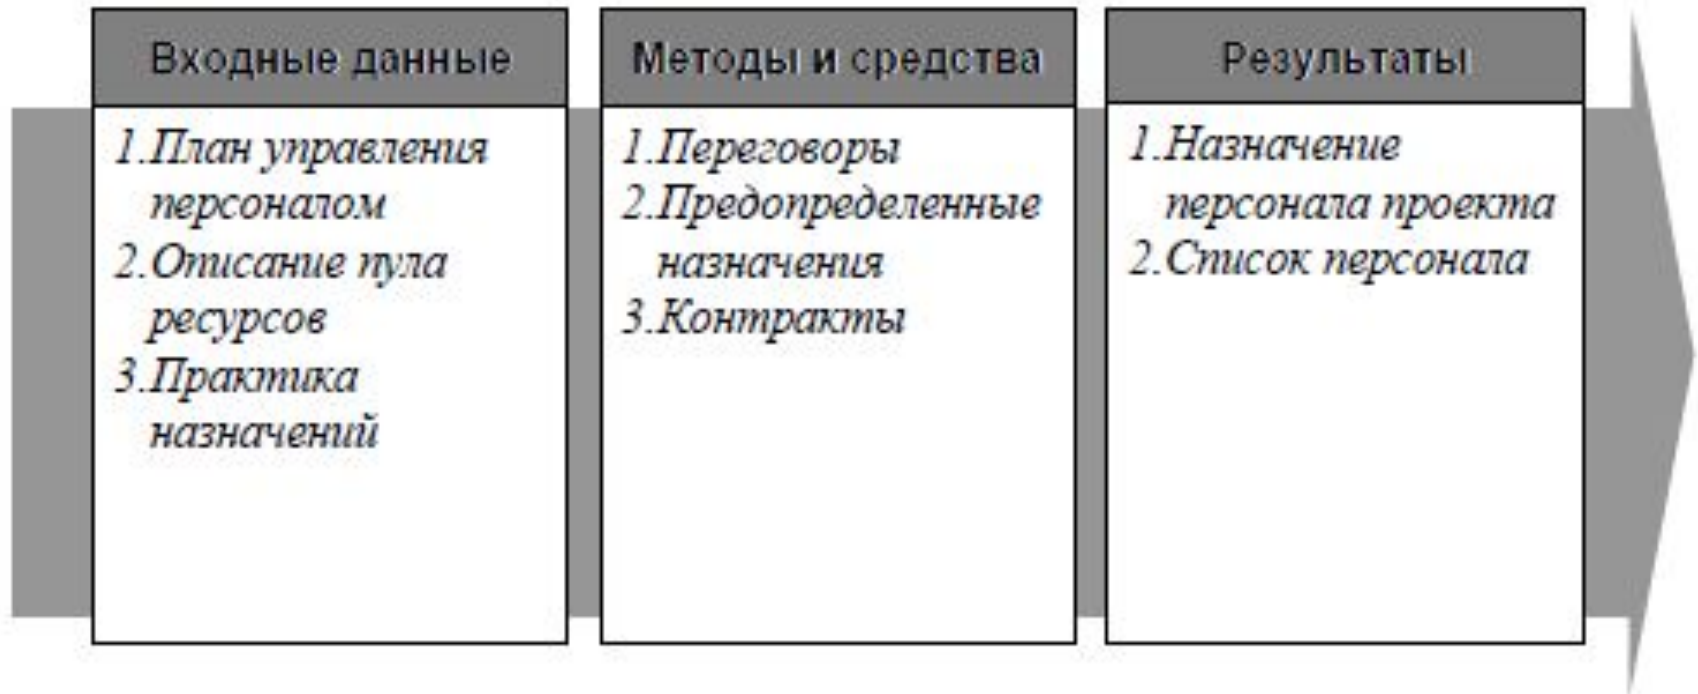 Входные данные
1.План управления
персоналом
2.Описание пула
ресурсов
3.Практика
назначений
Методы и средства
1.Переговоры
2.Предопределенные
назначения
3.Контракты
Результаты
1.Назначение
персонала проекта
2.Список персонала